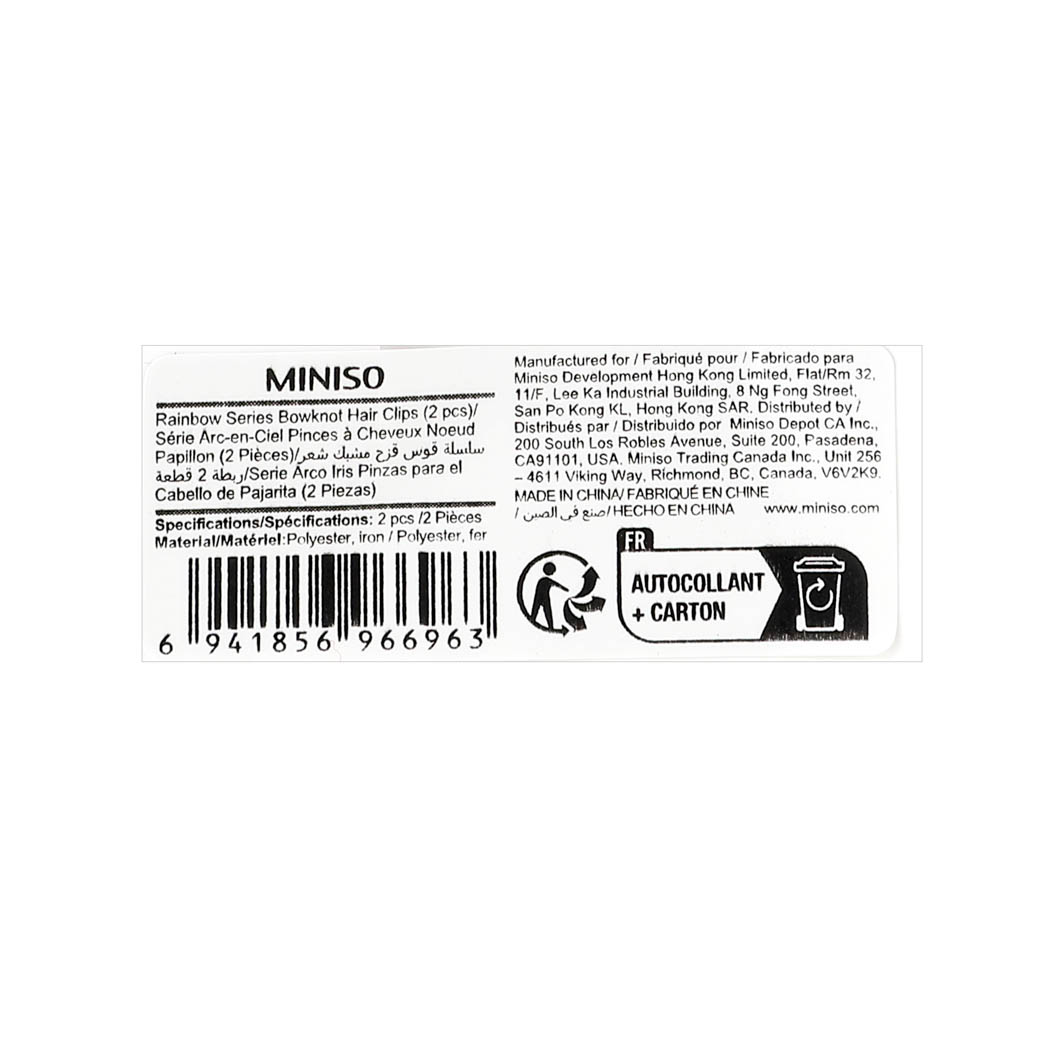 MINISO
Rainbow Series Bowknot Hair Clips (2 pcs)/
Série Arc-en-Ciel Pinces à Cheveux Noeud
Papillon (2 Pièces)/سلسلة قوس قزح مشبك شعر
ربطة 2 قطعة/Serie Arco Iris Pinzas para el
Cabello de Pajarita (2 Piezas)
Specifications/Spécifications: 2 pcs /2 Pièces
Material/Matériel:Polyester, iron / Polyester, fer
6 941856 966963
Manufactured for / Fabriqué pour / Fabricado para
Miniso Development Hong Kong Limited, Flat/Rm 32,
11/F, Lee Ka Industrial Building, 8 Ng Fong Street,
San Po Kong KL, Hong Kong SAR. Distributed by /
Distribués par / Distribuido por Miniso Depot CA Inc.,
200 South Los Robles Avenue, Suite 200, Pasadena,
CA91101, USA. Miniso Trading Canada Inc., Unit 256
– 4611 Viking Way, Richmond, BC, Canada, V6V2K9.
MADE IN CHINA/ FABRIQUÉ EN CHINE
/ صنع في الصين/HECHO EN CHINA www.miniso.com
FR
AUTOCOLLANT
+ CARTON